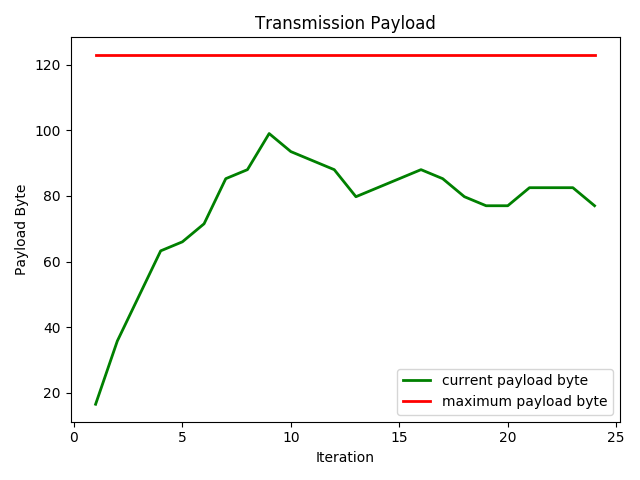 Transmission Payload
120
100
80
60
40
20
Payload Byte
0
5
10
15
20
25
Iteration
current payload byte
maximum payload byte